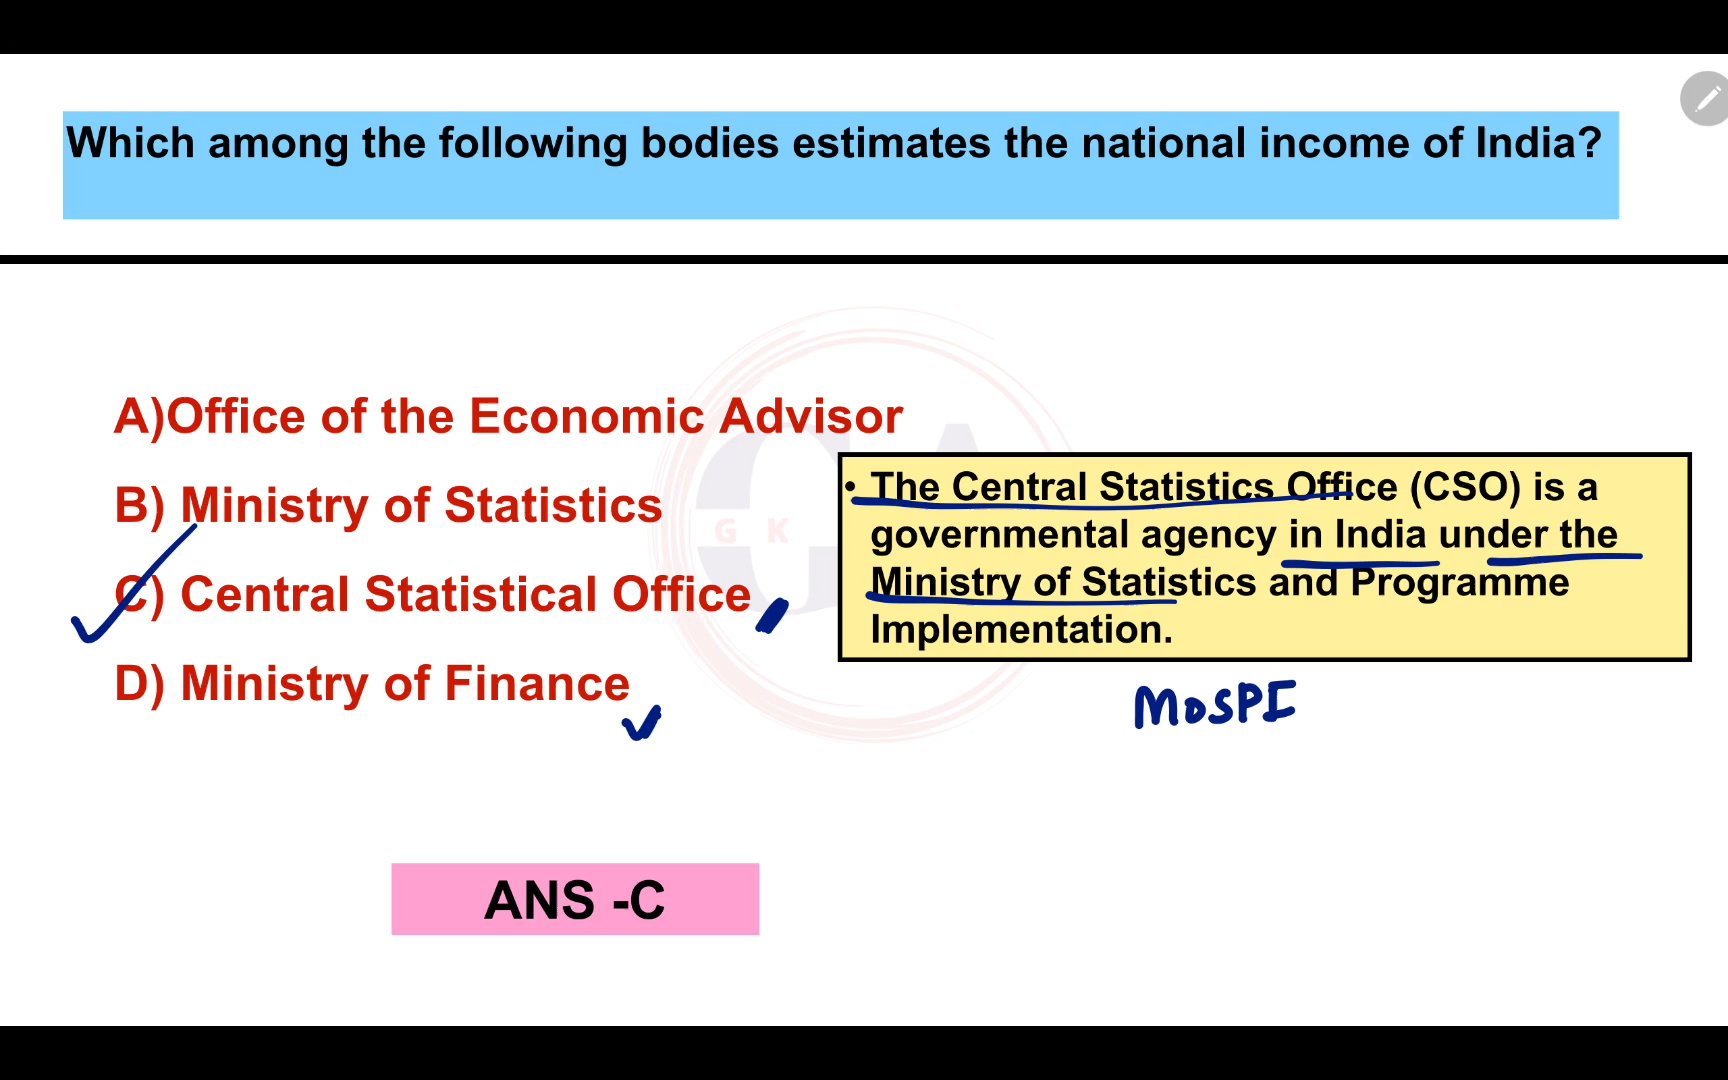 Which among the following bodies estimates the national income of India?
A)Office of the Economic Advisor
B) Ministry of Statistics
C) Central Statistical Office
D) Ministry of Finance
G K
• The Central Statistics Office (CSO) is a
governmental agency in India under the
Ministry of Statistics and Programme
Implementation.
MOSPI
ANS -C